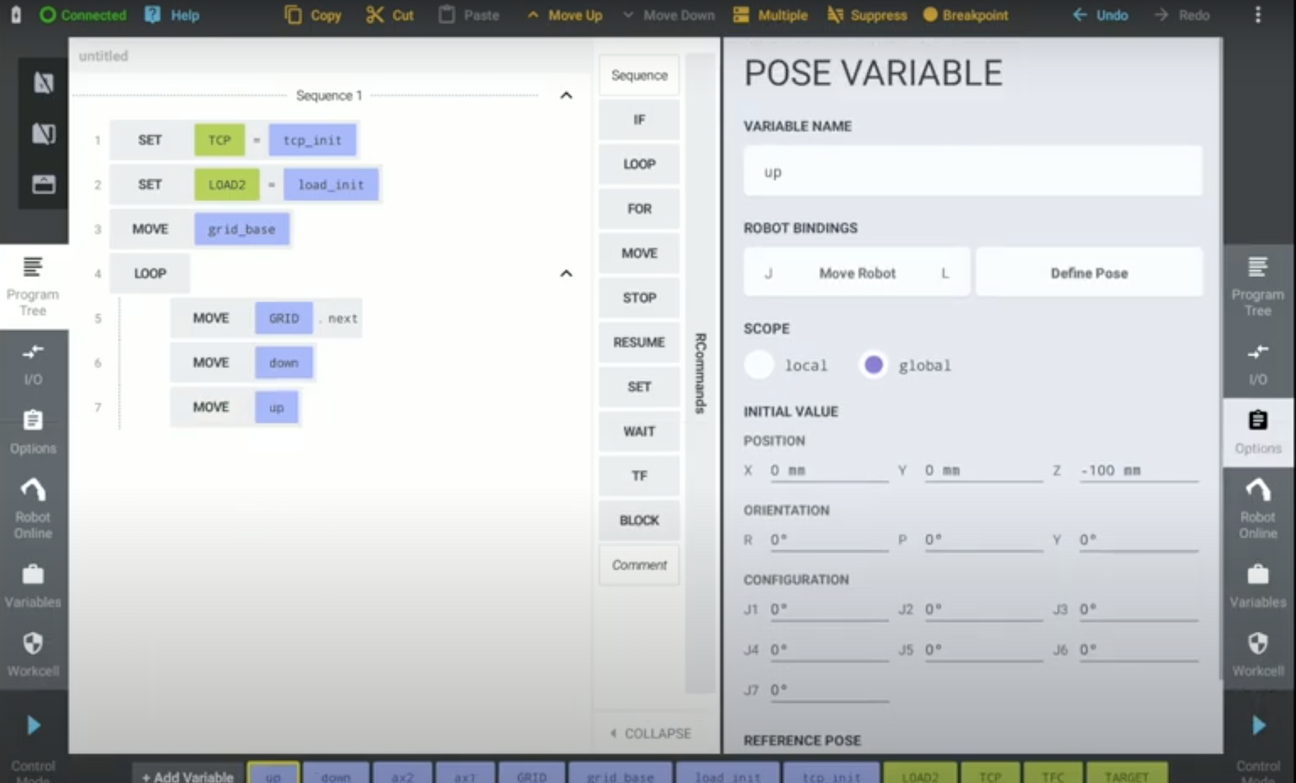 Connected Help Copy Cut Paste Move Up Move Down Multiple Suppress Breakpoint Undo Redo
untitled
Sequence 1
1 SET TCP = tcp_init
2 SET LOAD2 = load_init
3 MOVE grid_base
4 LOOP
5 MOVE GRID . next
6 MOVE down
7 MOVE up
Program
Tree
I/O
Options
Robot
Online
Variables
Workcell
Control
Mode
Sequence
IF
LOOP
FOR
MOVE
STOP
RESUME
SET
WAIT
TF
BLOCK
Comment
COLLAPSE
RCommands
POSE VARIABLE
VARIABLE NAME
up
ROBOT BINDINGS
J Move Robot L Define Pose
SCOPE
local global
INITIAL VALUE
POSITION
X 0 mm Y 0 mm Z -100 mm
ORIENTATION
R 0° P 0° Y 0°
CONFIGURATION
J1 0° J2 0° J3 0°
J4 0° J5 0° J6 0°
J7 0°
REFERENCE POSE
Program
Tree
I/O
Options
Robot
Online
Variables
Workcell
Control
Mode
+ Add Variable up down ax2 ax1 GRID grid_base load_init tcp_init LOAD2 TCP TFC TARGET